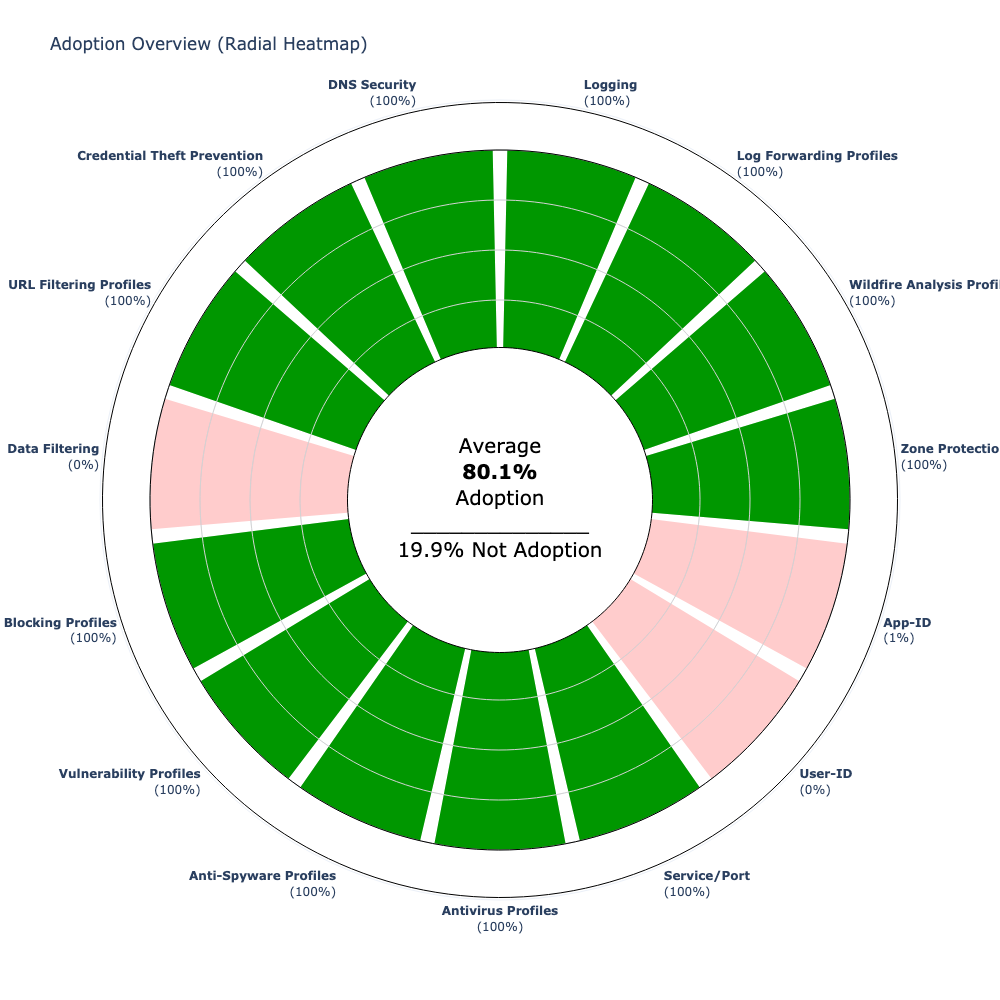 Adoption Overview (Radial Heatmap)
DNS Security
(100%)
Logging
(100%)
Credential Theft Prevention
(100%)
Log Forwarding Profiles
(100%)
URL Filtering Profiles
(100%)
Wildfire Analysis Profi
(100%)
Data Filtering
(0%)
Average
80.1%
Adoption
19.9% Not Adoption
Zone Protectio
(100%)
Blocking Profiles
(100%)
App-ID
(1%)
Vulnerability Profiles
(100%)
User-ID
(0%)
Anti-Spyware Profiles
(100%)
Service/Port
(100%)
Antivirus Profiles
(100%)